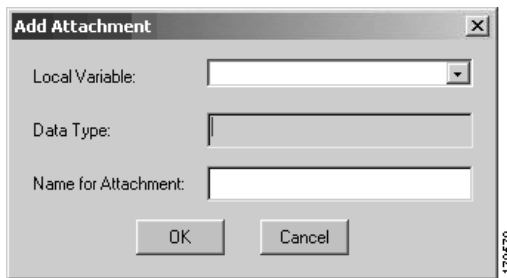 Add Attachment
Local Variable:
Data Type:
Name for Attachment:
OK Cancel